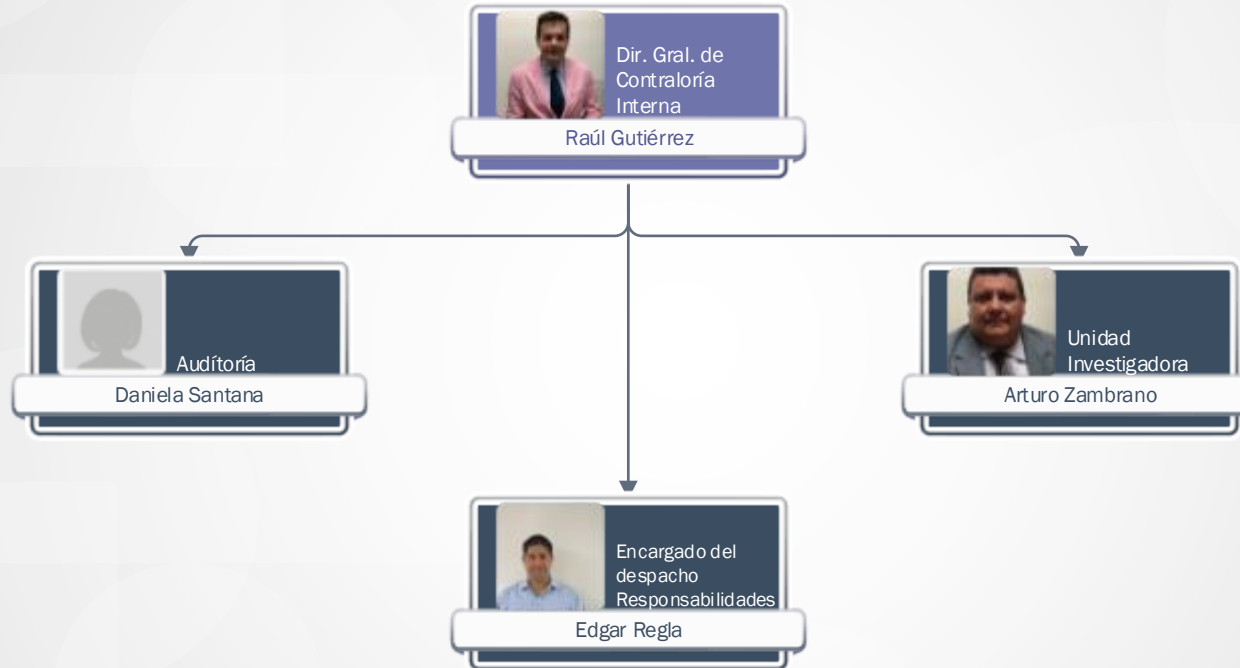 Dir. Gral. de
Contraloría
Interna
Raúl Gutiérrez
Audítoría
Daniela Santana
Unidad
Investigadora
Arturo Zambrano
Encargado del
despacho
Responsabilidades
Edgar Regla